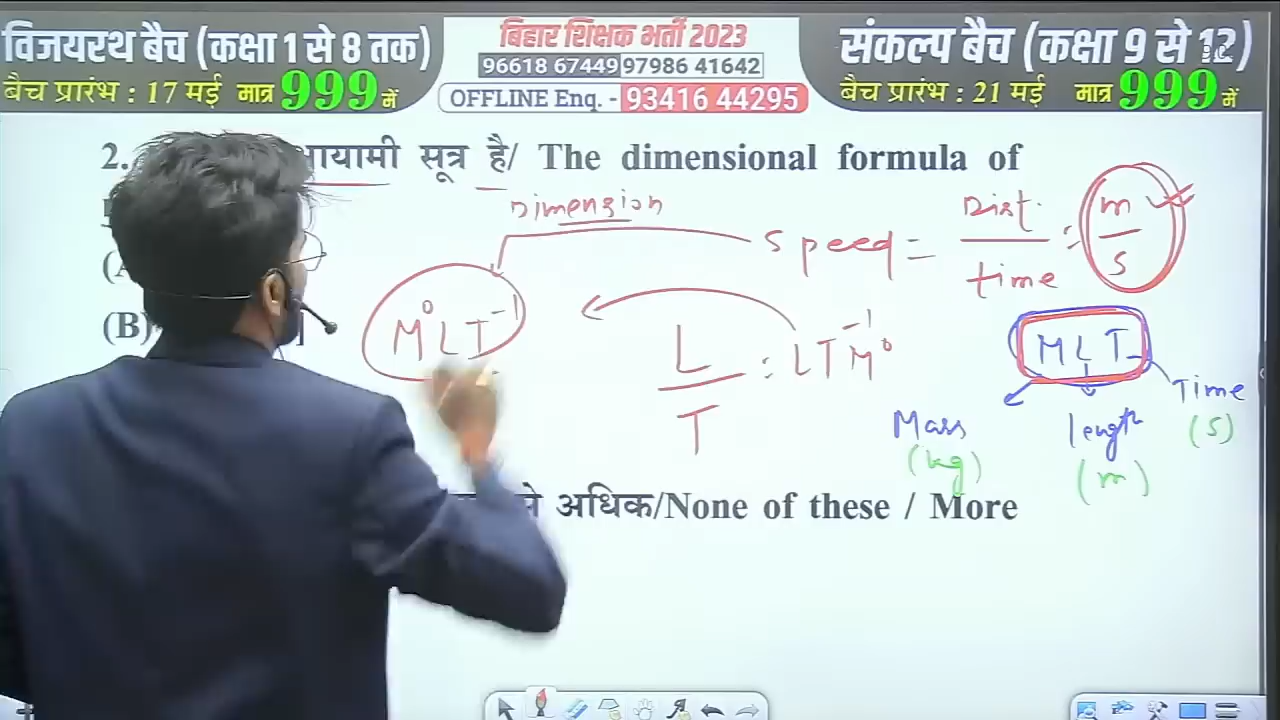 विजयरथ बैच (कक्षा 1 से 8 तक)
बैच प्रारंभ : 17 मई मात्र 999 में
बिहार शिक्षक भर्ती 2023
96618 67449 97986 41642
OFFLINE Enq. - 93416 44295
संकल्प बैच (कक्षा 9 से 12)
बैच प्रारंभ : 21 मई मात्र 999 में
2. सूत्र है/ The dimensional formula of
Dimension
Speed = Dist. / time = m / s
M⁰LT⁻¹
L / T = LT⁻¹M⁰
MLT
Mass length Time
(kg) (m) (s)
(B)
अधिक/None of these / More